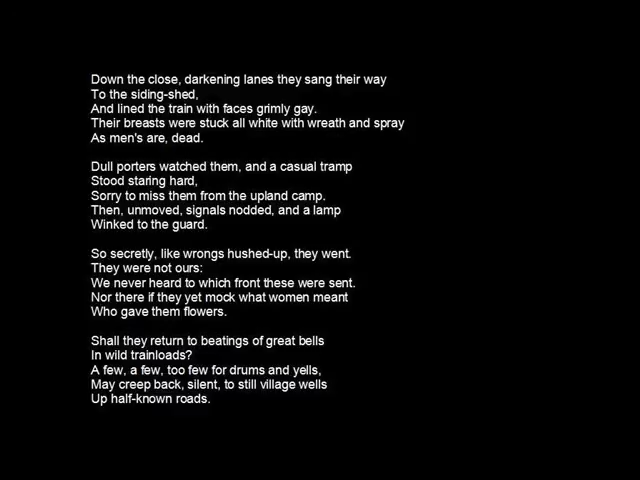 Down the close, darkening lanes they sang their way
To the siding-shed,
And lined the train with faces grimly gay.
Their breasts were stuck all white with wreath and spray
As men's are, dead.
Dull porters watched them, and a casual tramp
Stood staring hard,
Sorry to miss them from the upland camp.
Then, unmoved, signals nodded, and a lamp
Winked to the guard.
So secretly, like wrongs hushed-up, they went.
They were not ours:
We never heard to which front these were sent.
Nor there if they yet mock what women meant
Who gave them flowers.
Shall they return to beatings of great bells
In wild trainloads?
A few, a few, too few for drums and yells,
May creep back, silent, to still village wells
Up half-known roads.